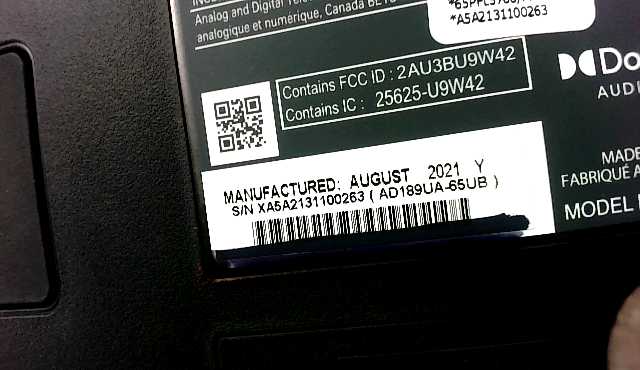 Analog and Digital
analogique et numérique, Canada
*A5A2131100263
Contains FCC ID : 2AU3BU9W42
Contains IC : 25625-U9W42
AUDI
MADE
FABRIQUÉ A
MODEL
MANUFACTURED: AUGUST 2021 Y
S/N XA5A2131100263 ( AD189UA-65UB )